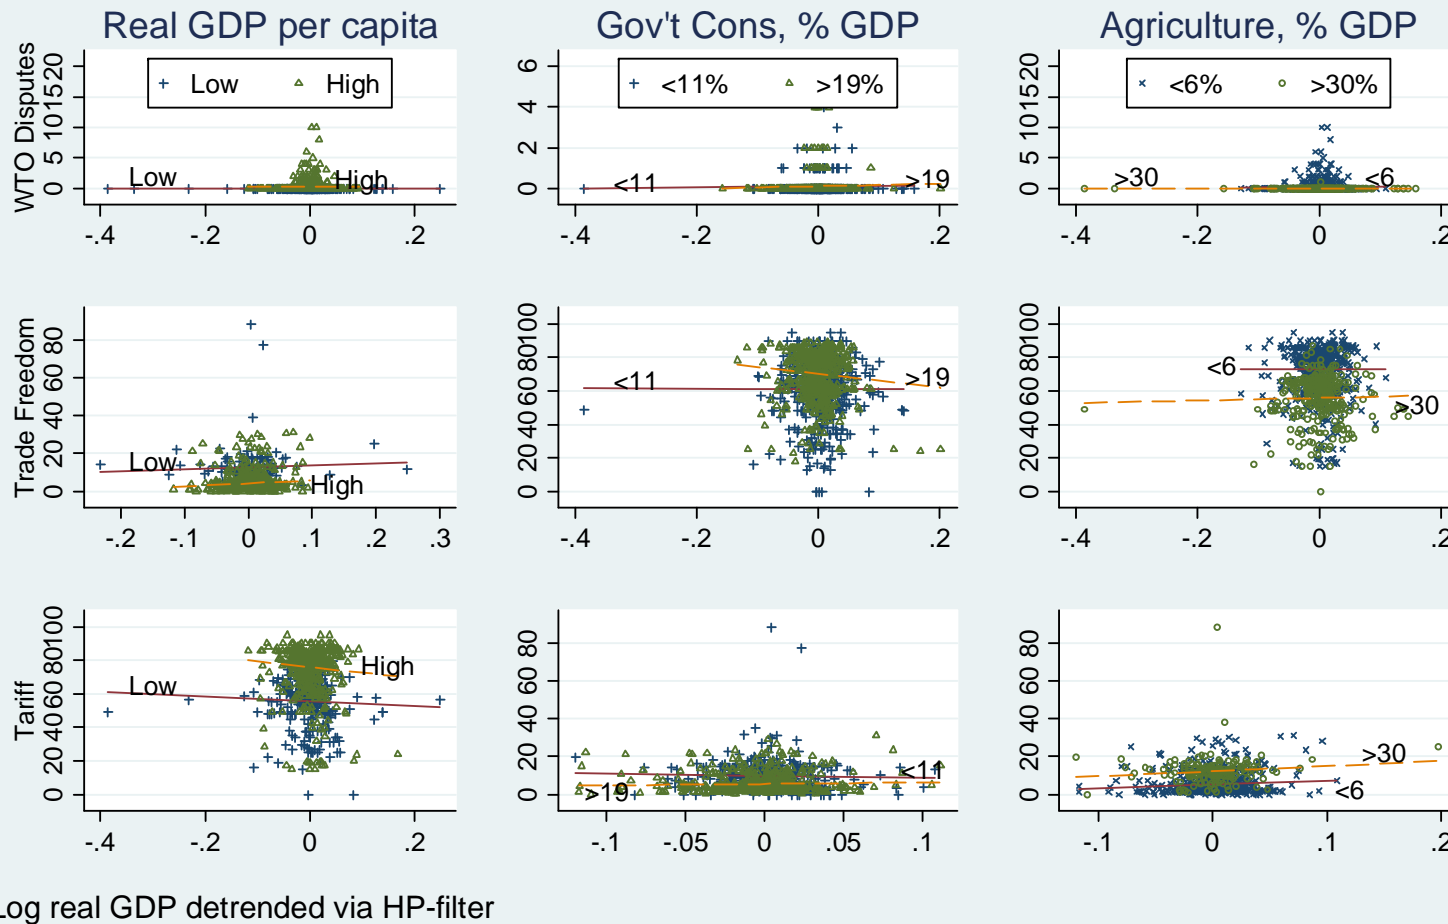 Real GDP per capita
Gov't Cons, % GDP
Agriculture, % GDP
WTO Disputes
0 5 10 15 20
Low High
Low
High
-.4 -.2 0 .2
0 2 4 6
<11% >19%
<11
>19
-.4 -.2 0 .2
0 5 10 15 20
<6% >30%
>30
<6
-.4 -.2 0 .2
Trade Freedom
0 20 40 60 80
Low
High
-.2 -.1 0 .1 .2 .3
0 20 40 60 80 100
<11
>19
-.4 -.2 0 .2
0 20 40 60 80 100
<6
>30
-.4 -.2 0 .2
Tariff
0 20 40 60 80 100
Low
High
-.4 -.2 0 .2
0 20 40 60 80
>19
<11
-.1 -.05 0 .05 .1
0 20 40 60 80
>30
<6
-.1 0 .1 .2
Log real GDP detrended via HP-filter